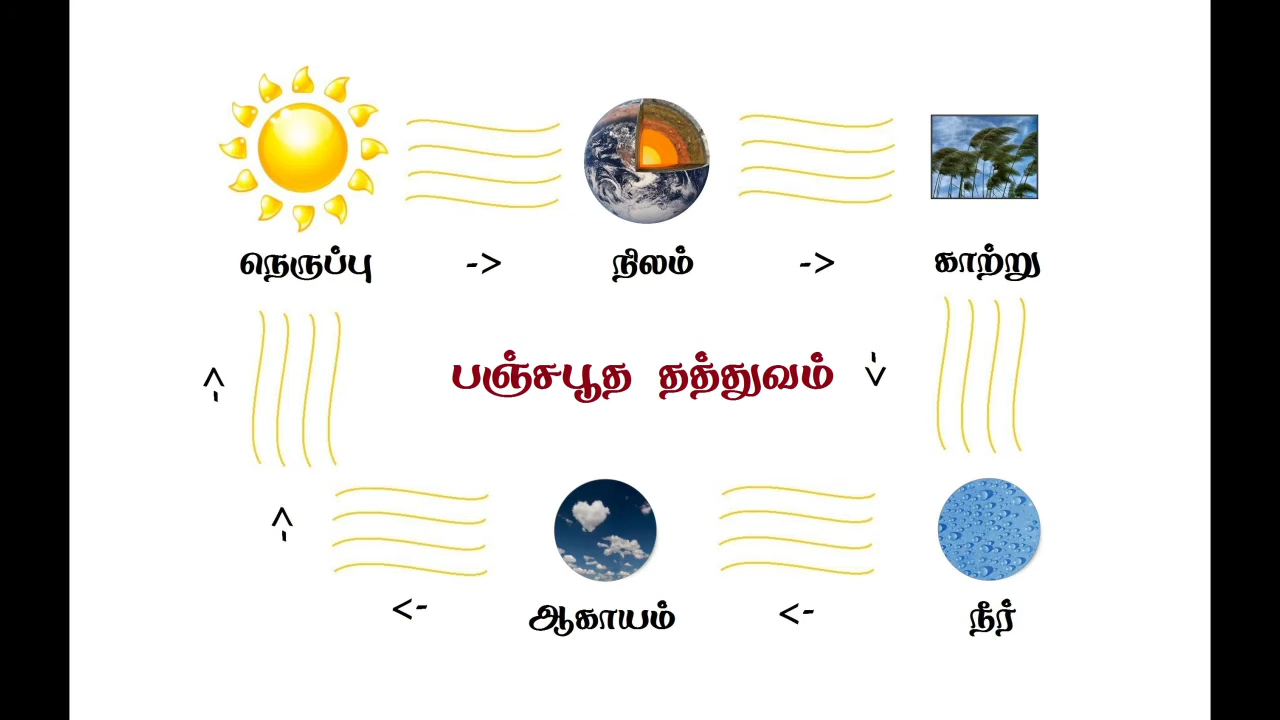 நெருப்பு -> நிலம் -> காற்று
பஞ்சபூத தத்துவம்
<- ஆகாயம் <- நீர்